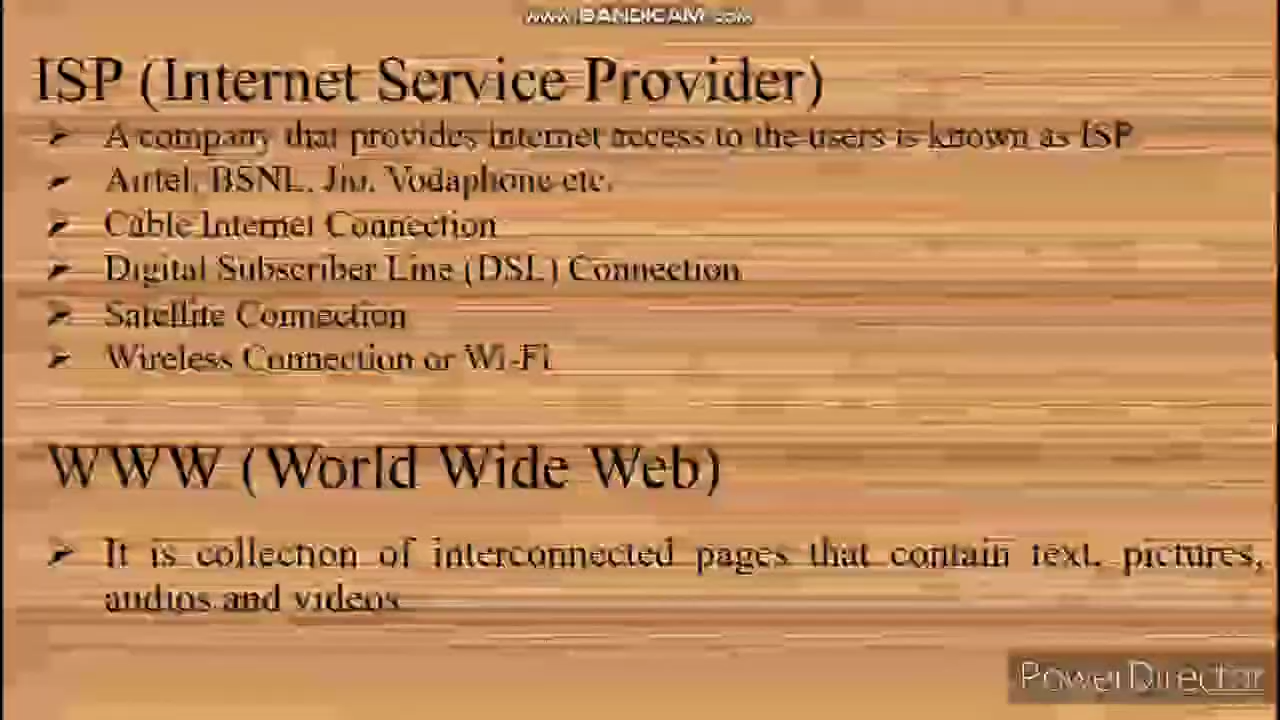 www.BANDICAM.com
ISP (Internet Service Provider)
➢ A company that provides internet access to the users is known as ISP
➢ Airtel, BSNL, Jio, Vodaphone etc.
➢ Cable Internet Connection
➢ Digital Subscriber Line (DSL) Connection
➢ Satellite Connection
➢ Wireless Connection or Wi-Fi
WWW (World Wide Web)
➢ It is collection of interconnected pages that contain text, pictures,
audios and videos
PowerDirector